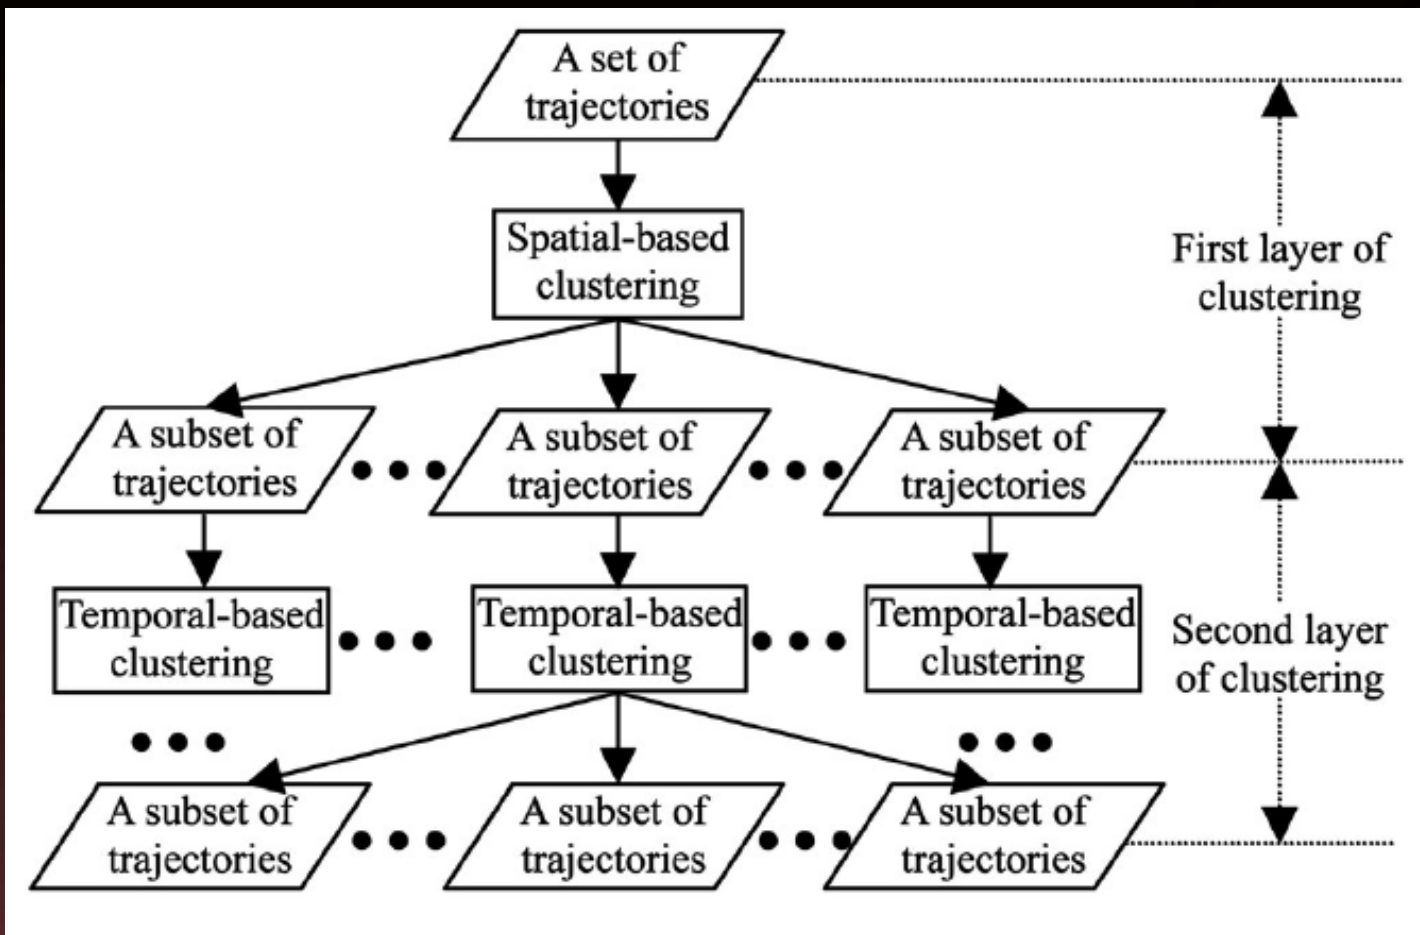 A set of
trajectories
Spatial-based
clustering
First layer of
clustering
A subset of
trajectories
A subset of
trajectories
A subset of
trajectories
Temporal-based
clustering
Temporal-based
clustering
Temporal-based
clustering
Second layer
of clustering
A subset of
trajectories
A subset of
trajectories
A subset of
trajectories